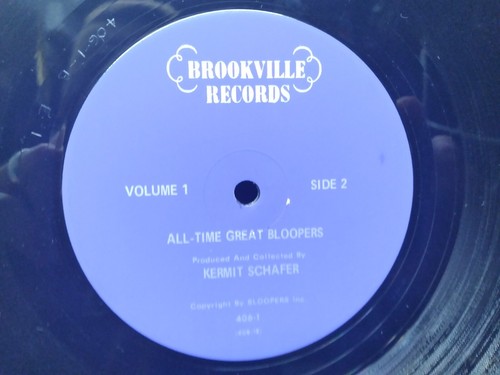 BROOKVILLE
RECORDS
VOLUME 1
SIDE 2
ALL-TIME GREAT BLOOPERS
Produced And Collected By
KERMIT SCHAFER
Copyright By BLOOPERS Inc.